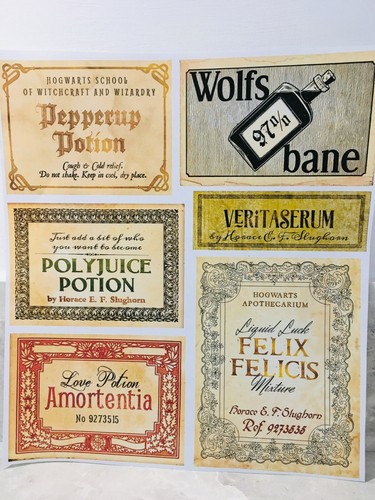 HOGWARTS SCHOOL
OF WITCHCRAFT AND WIZARDRY
Pepperup
Potion
Cough & Cold relief.
Do not shake. Keep in cool, dry place.
Wolfs
97%
bane
Just add a bit of who
you want to become
POLYJUICE
POTION
by Horace E. F. Slughorn
VERITASERUM
by Horace E. F. Slughorn
Love Potion
Amortentia
No 9273515
HOGWARTS
APOTHECARIUM
Liquid Luck
FELIX
FELICIS
Mixture
Horace E. F. Slughorn
Ref. 9273535